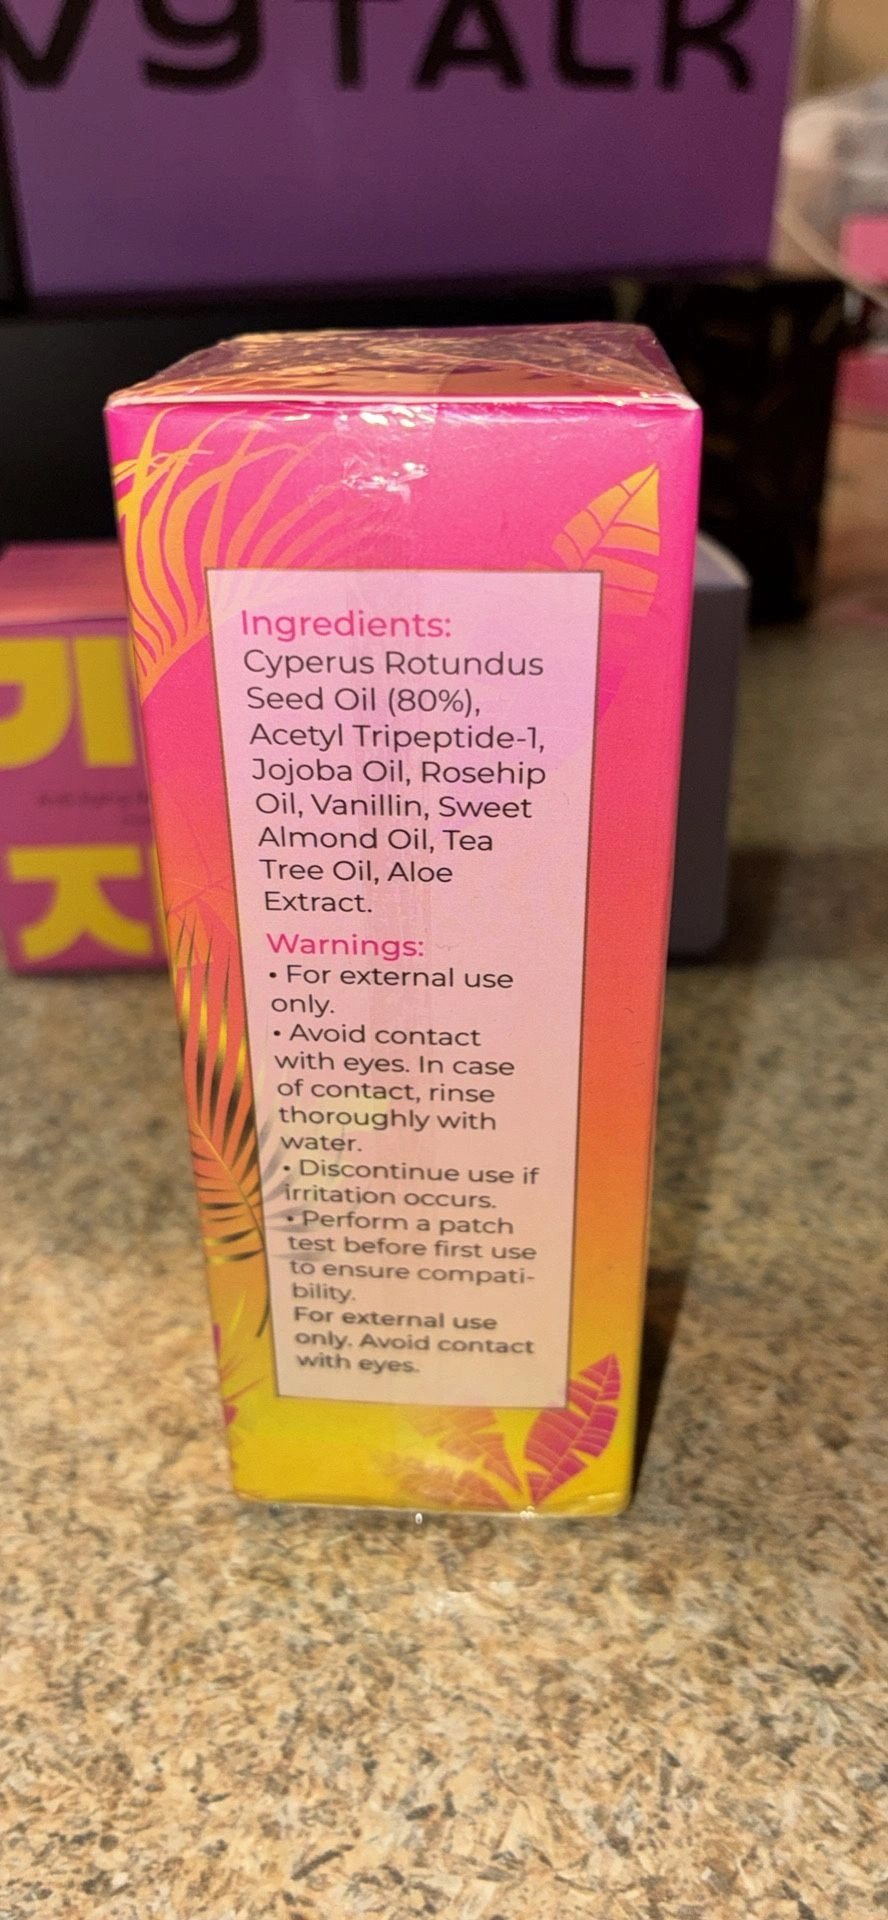 VYTALK
기
지
Ingredients:
Cyperus Rotundus
Seed Oil (80%),
Acetyl Tripeptide-1,
Jojoba Oil, Rosehip
Oil, Vanillin, Sweet
Almond Oil, Tea
Tree Oil, Aloe
Extract.
Warnings:
• For external use
only.
• Avoid contact
with eyes. In case
of contact, rinse
thoroughly with
water.
• Discontinue use if
irritation occurs.
• Perform a patch
test before first use
to ensure compati-
bility.
For external use
only. Avoid contact
with eyes.